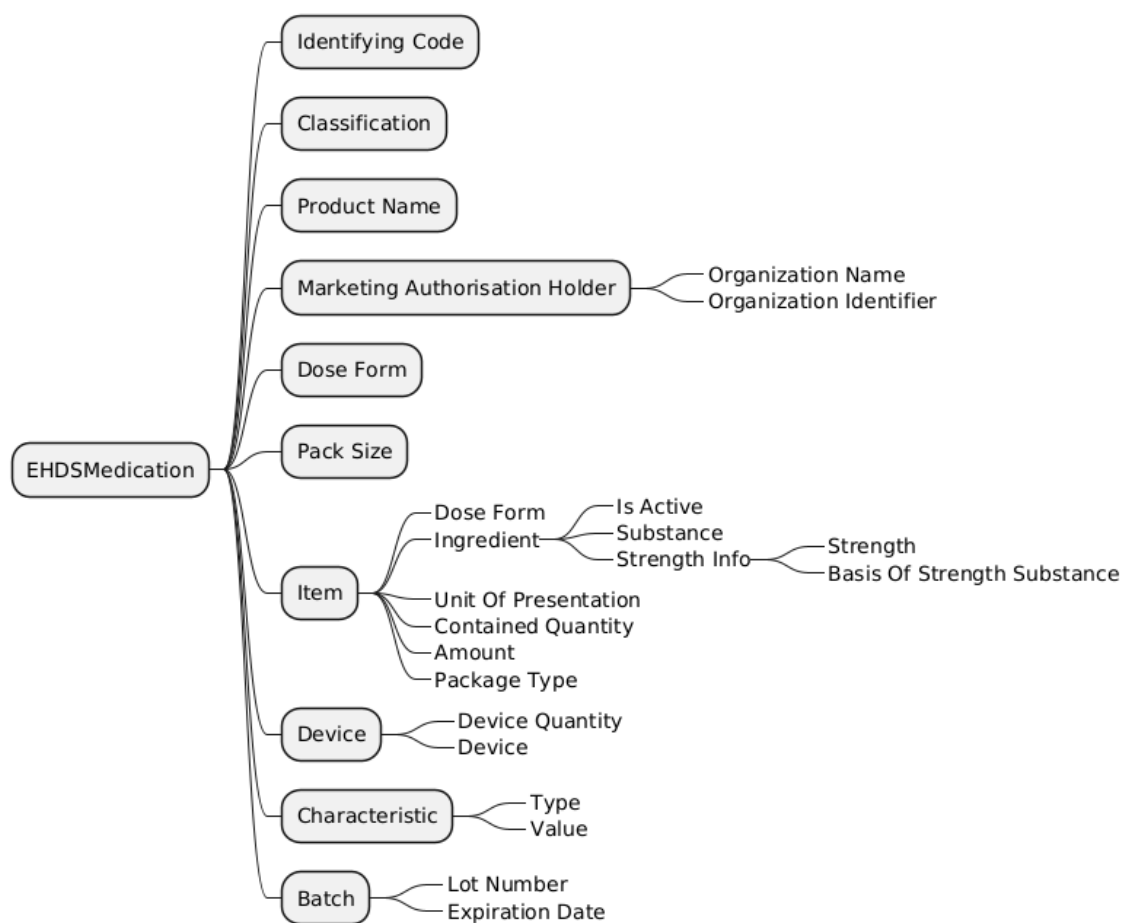 Identifying Code
Classification
Product Name
Marketing Authorisation Holder
Organization Name
Organization Identifier
Dose Form
Pack Size
EHDSMedication
Item
Dose Form
Ingredient
Is Active
Substance
Strength Info
Strength
Basis Of Strength Substance
Unit Of Presentation
Contained Quantity
Amount
Package Type
Device
Device Quantity
Device
Characteristic
Type
Value
Batch
Lot Number
Expiration Date